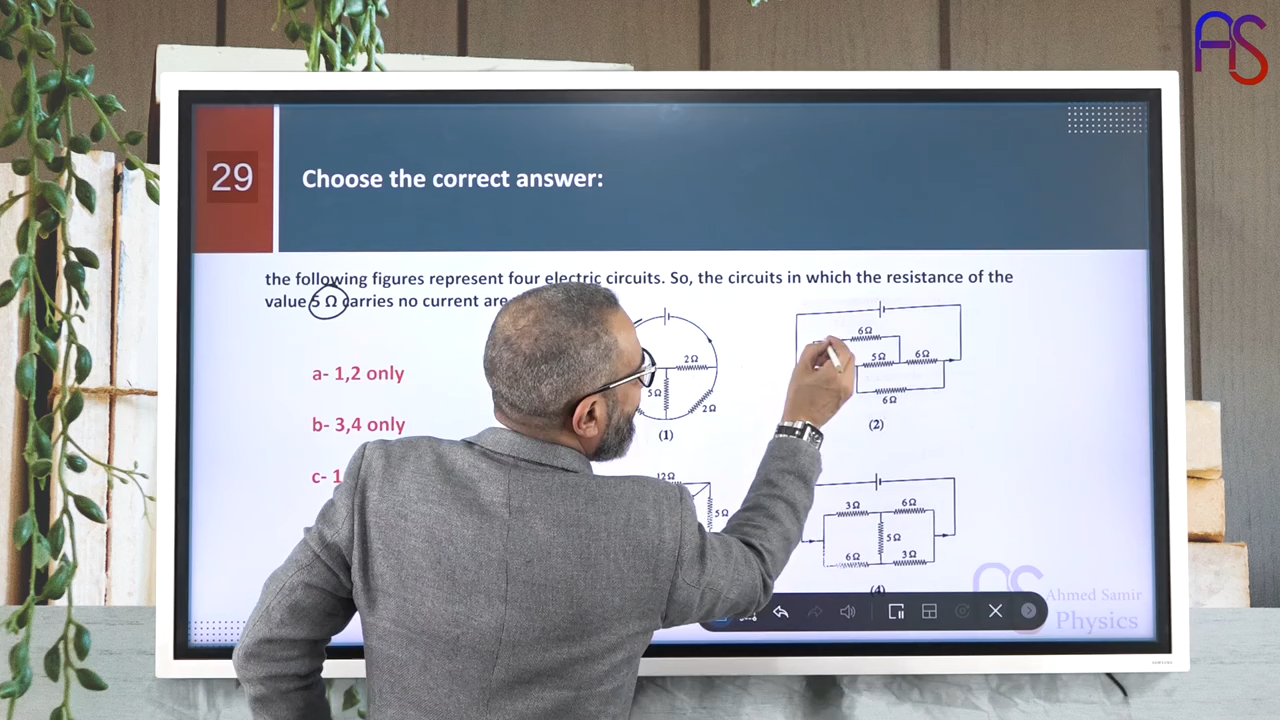 AS
29
Choose the correct answer:
the following figures represent four electric circuits. So, the circuits in which the resistance of the
value 5 Ω carries no current are
a- 1,2 only
b- 3,4 only
c- 1
2Ω
5Ω
2Ω
(1)
6Ω
5Ω
6Ω
6Ω
(2)
12Ω
5Ω
3Ω
6Ω
5Ω
6Ω
3Ω
(4)
Ahmed Samir
Physics
SAMSUNG